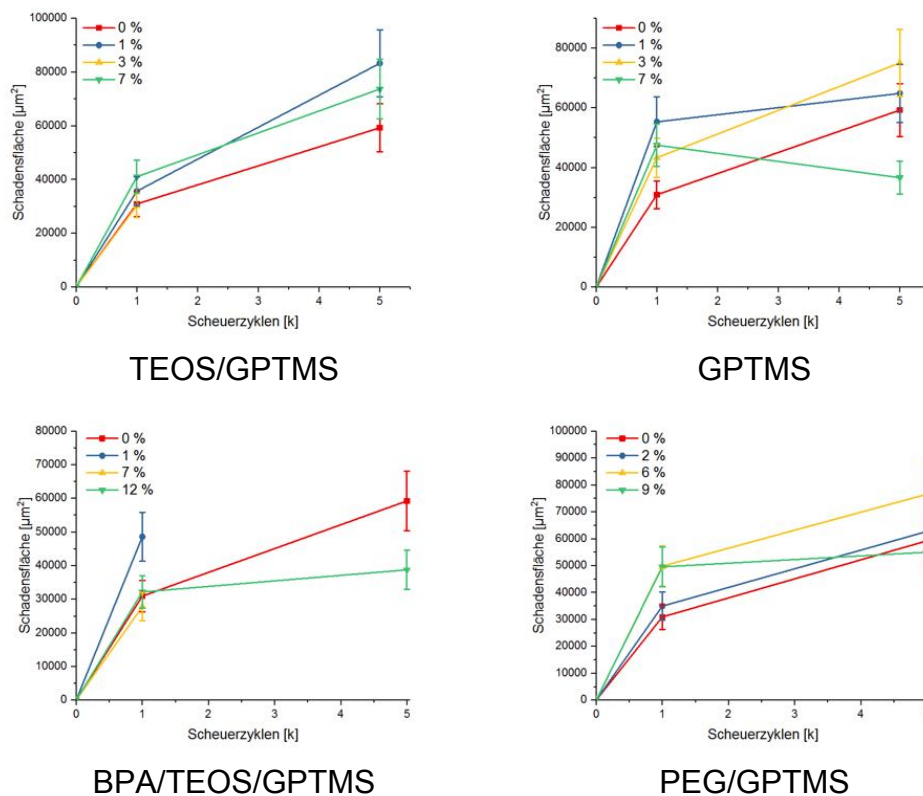 100000
80000
60000
40000
20000
0
Schadensfläche [µm²]
0 %
1 %
3 %
7 %
0 1 2 3 4 5
Scheuerzyklen [k]
TEOS/GPTMS
80000
60000
40000
20000
0
Schadensfläche [µm²]
0 %
1 %
3 %
7 %
0 1 2 3 4 5
Scheuerzyklen [k]
GPTMS
80000
70000
60000
50000
40000
30000
20000
10000
0
Schadensfläche [µm²]
0 %
1 %
7 %
12 %
0 1 2 3 4 5
Scheuerzyklen [k]
BPA/TEOS/GPTMS
100000
90000
80000
70000
60000
50000
40000
30000
20000
10000
0
Schadensfläche [µm²]
0 %
2 %
6 %
9 %
0 1 2 3 4
Scheuerzyklen [k]
PEG/GPTMS